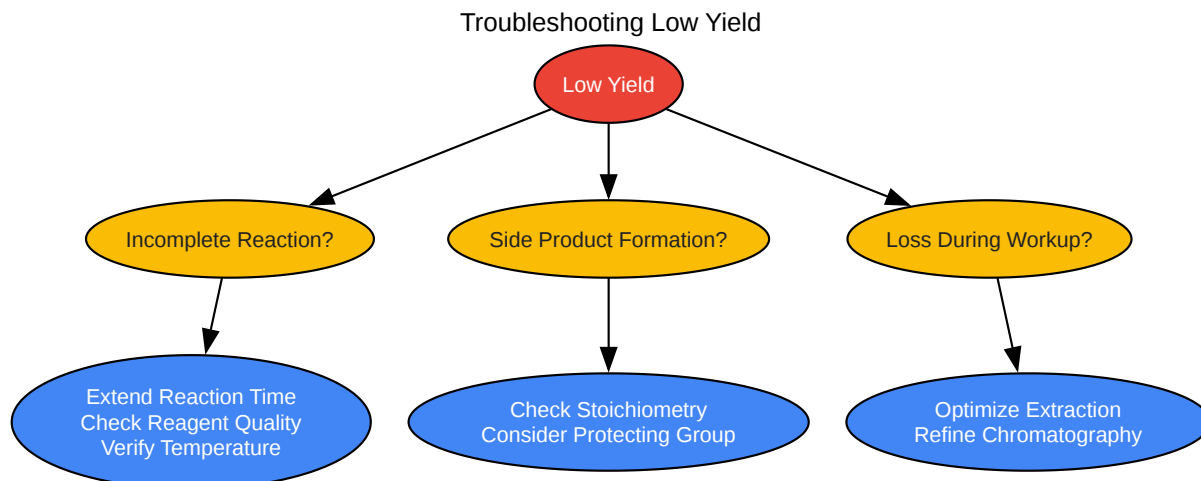 Troubleshooting Low Yield
Low Yield
Incomplete Reaction?
Side Product Formation?
Loss During Workup?
Extend Reaction Time
Check Reagent Quality
Verify Temperature
Check Stoichiometry
Consider Protecting Group
Optimize Extraction
Refine Chromatography